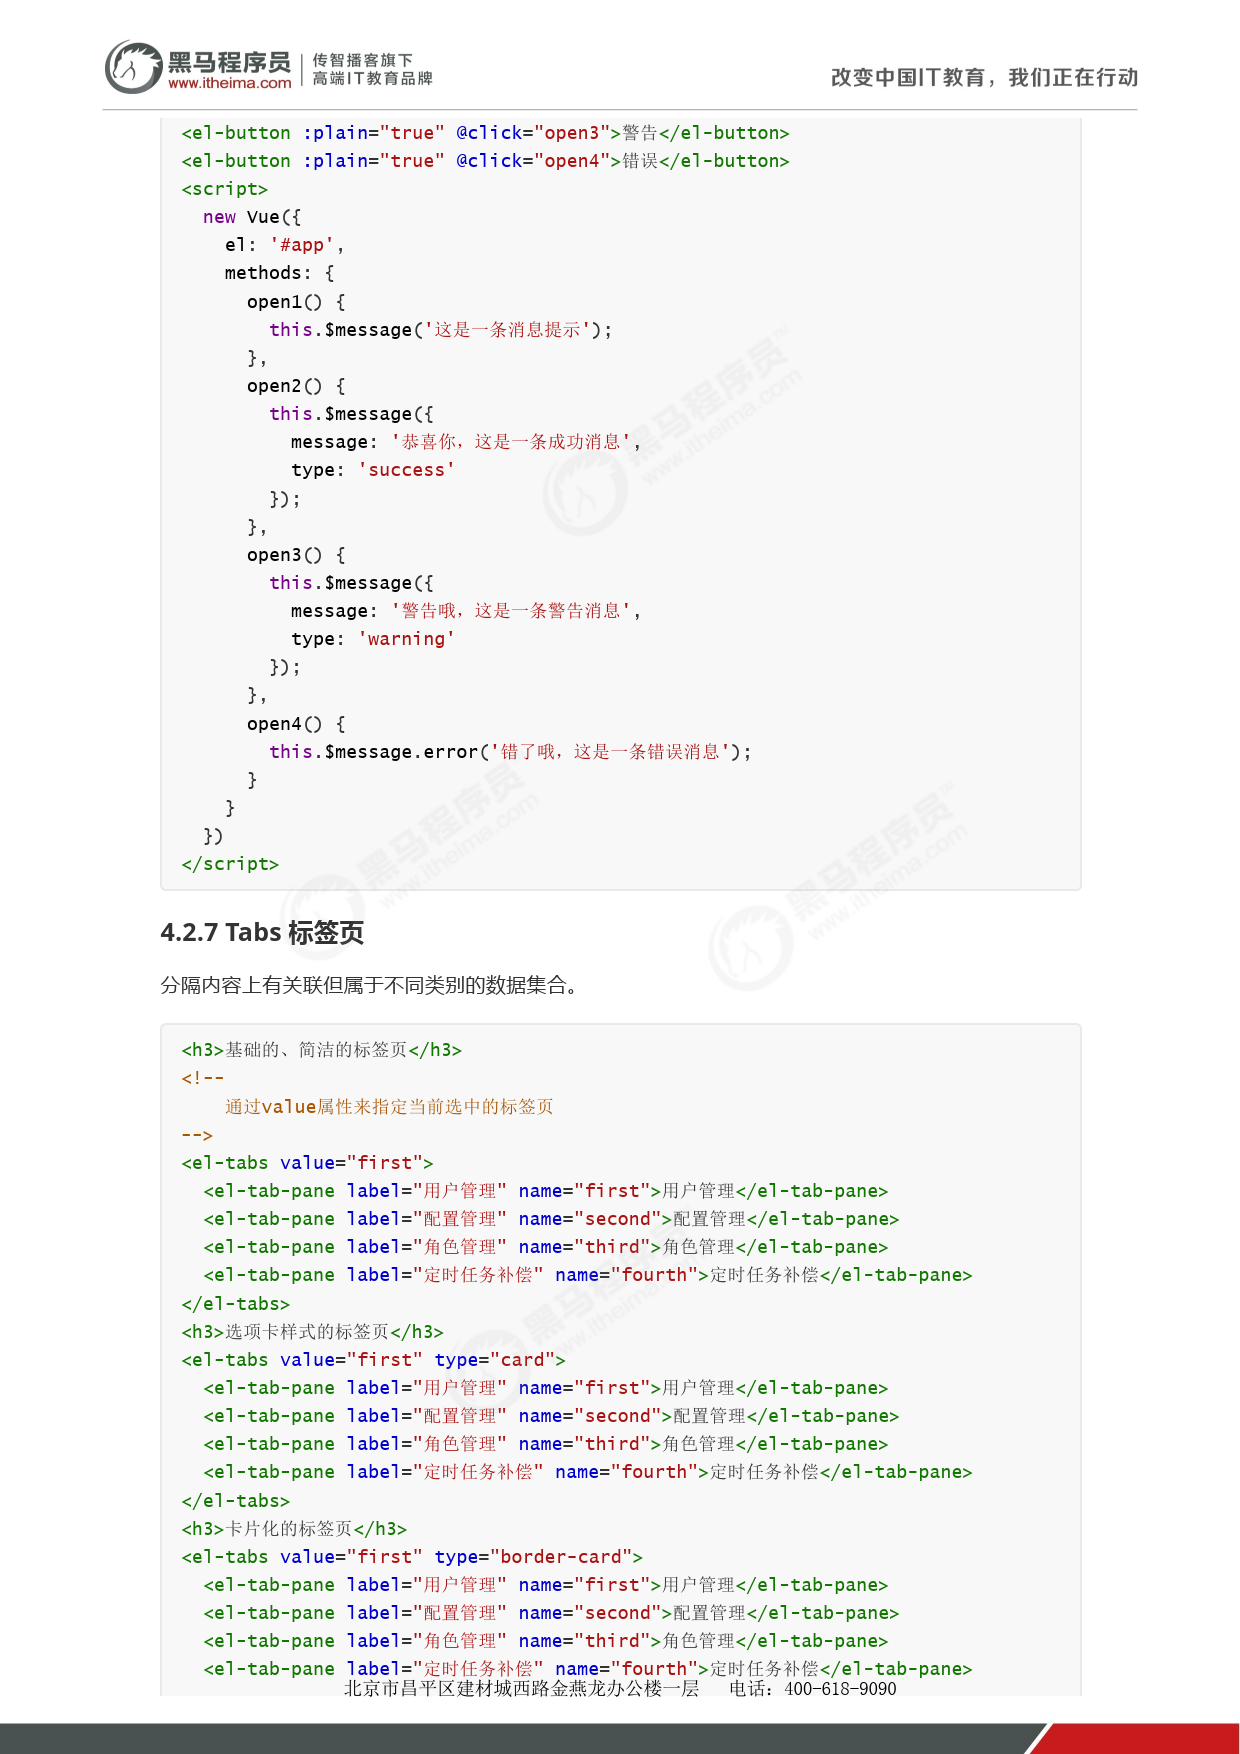 黑马程序员
www.itheima.com
传智播客旗下
高端IT教育品牌
改变中国IT教育，我们正在行动
<el-button :plain="true" @click="open3">警告</el-button>
<el-button :plain="true" @click="open4">错误</el-button>
<script>
  new Vue({
    el: '#app',
    methods: {
      open1() {
        this.$message('这是一条消息提示');
      },
      open2() {
        this.$message({
          message: '恭喜你，这是一条成功消息',
          type: 'success'
        });
      },
      open3() {
        this.$message({
          message: '警告哦，这是一条警告消息',
          type: 'warning'
        });
      },
      open4() {
        this.$message.error('错了哦，这是一条错误消息');
      }
    }
  })
</script>
4.2.7 Tabs 标签页
分隔内容上有关联但属于不同类别的数据集合。
<h3>基础的、简洁的标签页</h3>
<!--
    通过value属性来指定当前选中的标签页
-->
<el-tabs value="first">
  <el-tab-pane label="用户管理" name="first">用户管理</el-tab-pane>
  <el-tab-pane label="配置管理" name="second">配置管理</el-tab-pane>
  <el-tab-pane label="角色管理" name="third">角色管理</el-tab-pane>
  <el-tab-pane label="定时任务补偿" name="fourth">定时任务补偿</el-tab-pane>
</el-tabs>
<h3>选项卡样式的标签页</h3>
<el-tabs value="first" type="card">
  <el-tab-pane label="用户管理" name="first">用户管理</el-tab-pane>
  <el-tab-pane label="配置管理" name="second">配置管理</el-tab-pane>
  <el-tab-pane label="角色管理" name="third">角色管理</el-tab-pane>
  <el-tab-pane label="定时任务补偿" name="fourth">定时任务补偿</el-tab-pane>
</el-tabs>
<h3>卡片化的标签页</h3>
<el-tabs value="first" type="border-card">
  <el-tab-pane label="用户管理" name="first">用户管理</el-tab-pane>
  <el-tab-pane label="配置管理" name="second">配置管理</el-tab-pane>
  <el-tab-pane label="角色管理" name="third">角色管理</el-tab-pane>
  <el-tab-pane label="定时任务补偿" name="fourth">定时任务补偿</el-tab-pane>
北京市昌平区建材城西路金燕龙办公楼一层 电话：400-618-9090